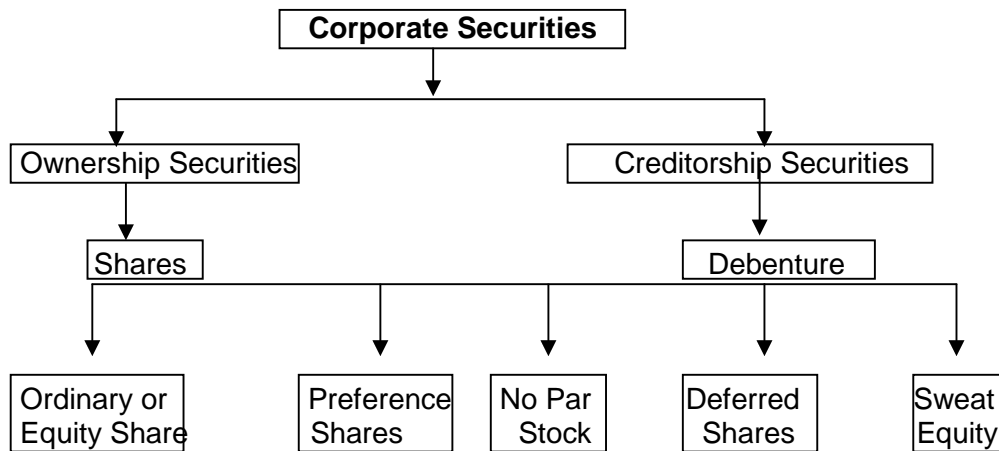 Corporate Securities
Ownership Securities
Creditorship Securities
Shares
Debenture
Ordinary or
Equity Share
Preference
Shares
No Par
Stock
Deferred
Shares
Sweat
Equity